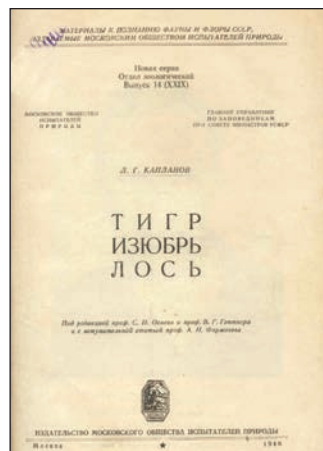 МАТЕРИАЛЫ К ПОЗНАНИЮ ФАУНЫ И ФЛОРЫ СССР,
ИЗДАВАЕМЫЕ МОСКОВСКИМ ОБЩЕСТВОМ ИСПЫТАТЕЛЕЙ ПРИРОДЫ
Новая серия
Отдел зоологический
Выпуск 14 (XXIX)
МОСКОВСКОЕ ОБЩЕСТВО
ИСПЫТАТЕЛЕЙ
ПРИРОДЫ
ГЛАВНОЕ УПРАВЛЕНИЕ
ПО ЗАПОВЕДНИКАМ
ПРИ СОВЕТЕ МИНИСТРОВ РСФСР
Л. Г. КАПЛАНОВ
ТИГР
ИЗЮБРЬ
ЛОСЬ
Под редакцией проф. С. И. Огнева и проф. В. Г. Гептнера
и с вступительной статьей проф. А. Н. Формозова
ИЗДАТЕЛЬСТВО МОСКОВСКОГО ОБЩЕСТВА ИСПЫТАТЕЛЕЙ ПРИРОДЫ
Москва ★ 1948